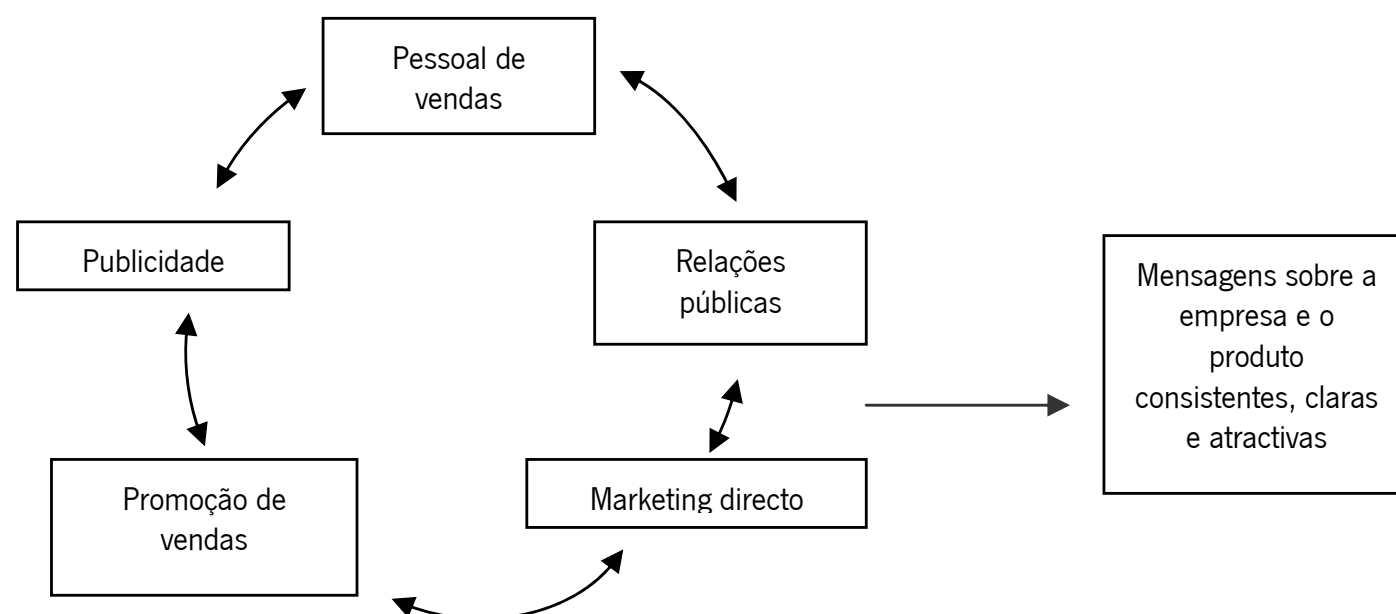 Pessoal de
vendas
Publicidade
Relações
públicas
Mensagens sobre a
empresa e o
produto
consistentes, claras
e atractivas
Promoção de
vendas
Marketing directo